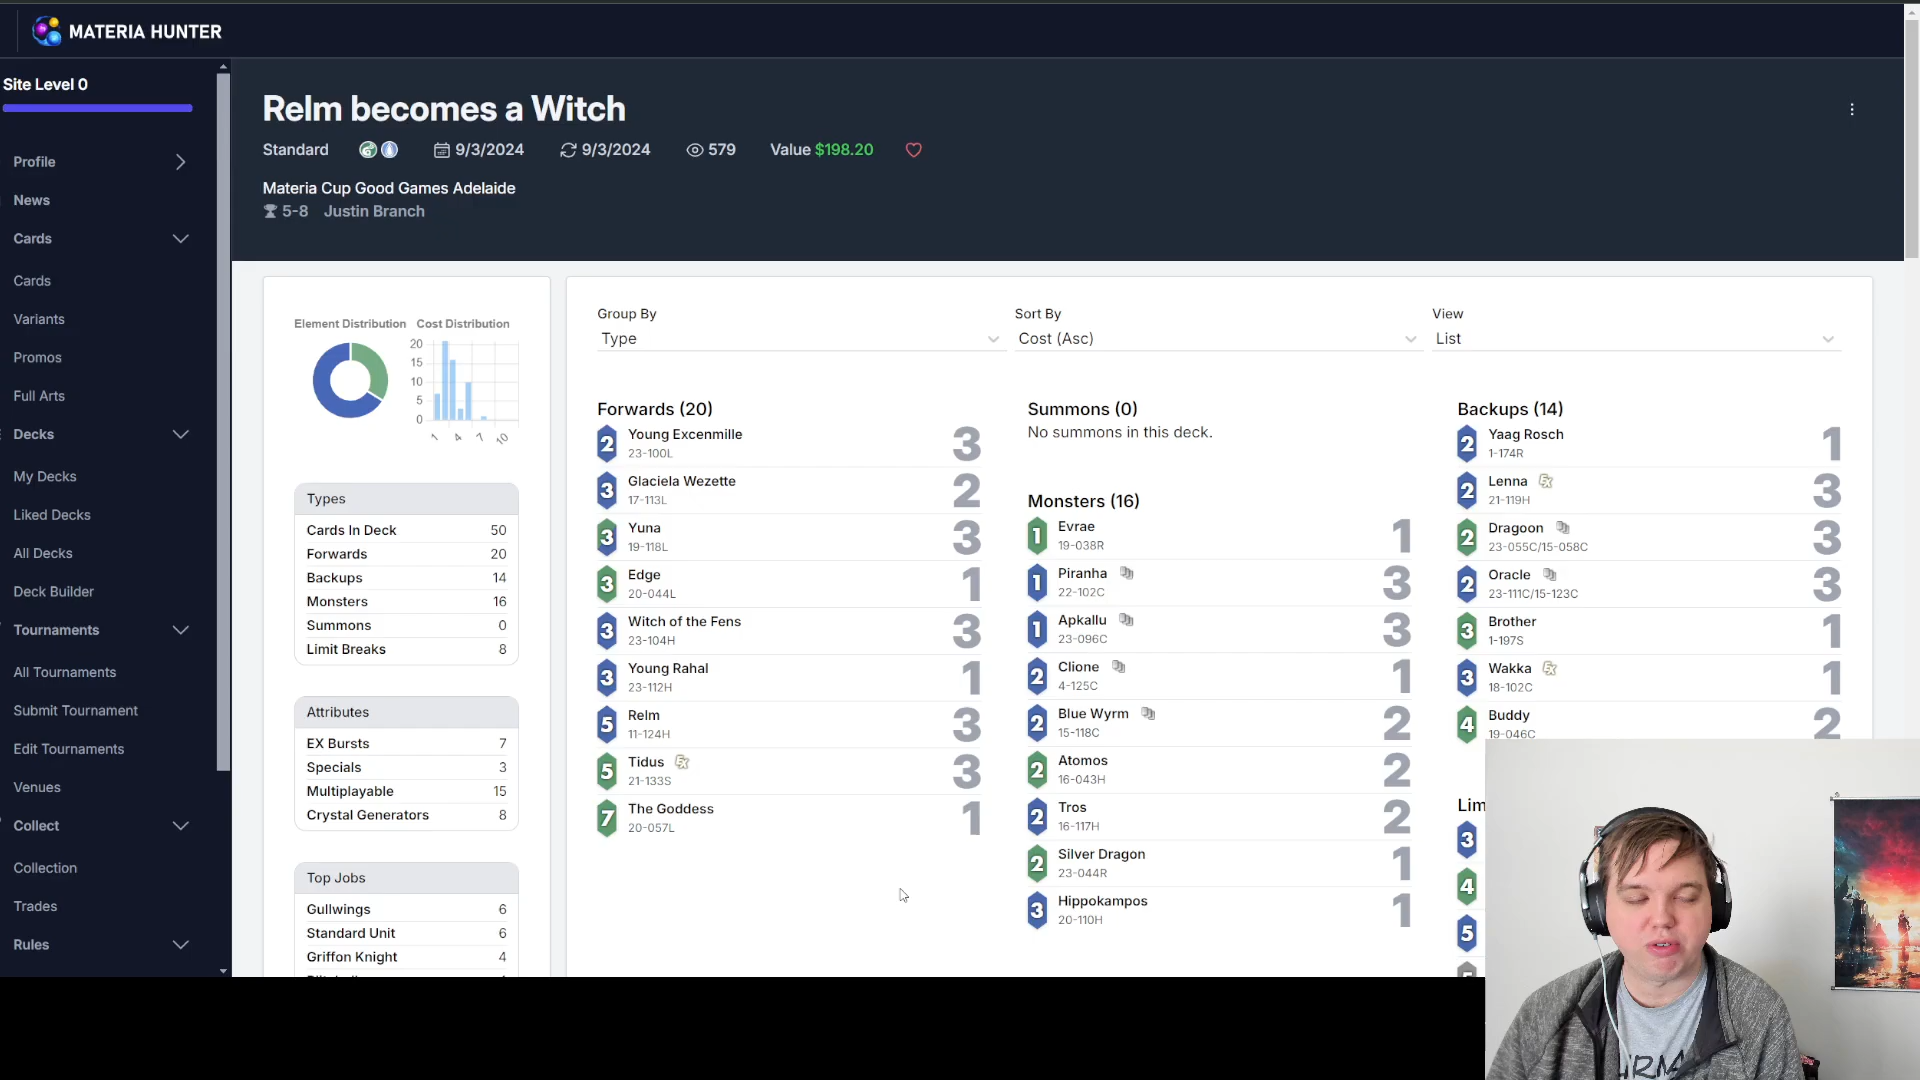 MATERIA HUNTER
Site Level 0
Profile
News
Cards
Cards
Variants
Promos
Full Arts
Decks
My Decks
Liked Decks
All Decks
Deck Builder
Tournaments
All Tournaments
Submit Tournament
Edit Tournaments
Venues
Collect
Collection
Trades
Rules
Relm becomes a Witch
Standard 9/3/2024 9/3/2024 579 Value $198.20
Materia Cup Good Games Adelaide
5-8 Justin Branch
Element Distribution Cost Distribution
20
15
10
5
0
1 4 7 10
Types
Cards In Deck 50
Forwards 20
Backups 14
Monsters 16
Summons 0
Limit Breaks 8
Attributes
EX Bursts 7
Specials 3
Multiplayable 15
Crystal Generators 8
Top Jobs
Gullwings 6
Standard Unit 6
Griffon Knight 4
Group By
Type
Sort By
Cost (Asc)
View
List
Forwards (20)
2 Young Excenmille 3
23-100L
3 Glaciela Wezette 2
17-113L
3 Yuna 3
19-118L
3 Edge 1
20-044L
3 Witch of the Fens 3
23-104H
3 Young Rahal 1
23-112H
5 Relm 3
11-124H
5 Tidus EX 3
21-133S
7 The Goddess 1
20-057L
Summons (0)
No summons in this deck.
Monsters (16)
1 Evrae 1
19-038R
1 Piranha 3
22-102C
1 Apkallu 3
23-096C
2 Clione 1
4-125C
2 Blue Wyrm 2
15-118C
2 Atomos 2
16-043H
2 Tros 2
16-117H
2 Silver Dragon 1
23-044R
3 Hippokampos 1
20-110H
Backups (14)
2 Yaag Rosch 1
1-174R
2 Lenna EX 3
21-119H
2 Dragoon 3
23-055C/15-058C
2 Oracle 3
23-111C/15-123C
3 Brother 1
1-197S
3 Wakka EX 1
18-102C
4 Buddy 2
19-046C
Lim
3
4
5